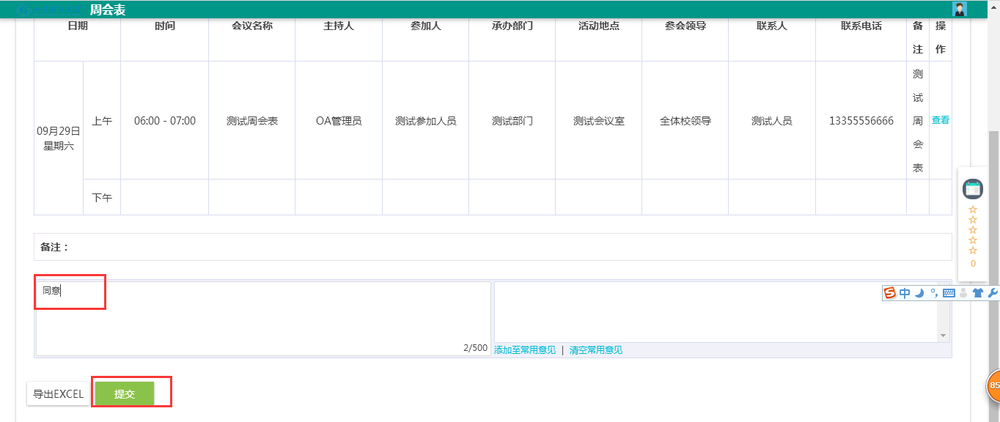 周会表
日期 时间 会议名称 主持人 参加人 承办部门 活动地点 参会领导 联系人 联系电话 备注 操作
09月29日 星期六 上午 06:00 - 07:00 测试周会表 OA管理员 测试参加人员 测试部门 测试会议室 全体校领导 测试人员 13355556666 测试周会表 查看
下午
备注：
同意
2/500
添加至常用意见 | 清空常用意见
导出EXCEL 提交
0
中
85